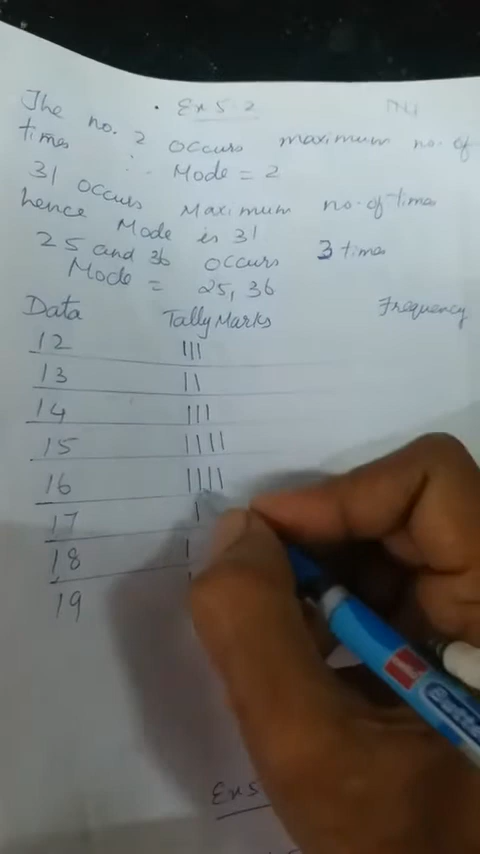 . Ex 5.2
The no. 2 occurs maximum no. of
times ∴ Mode = 2
31 occurs Maximum no. of times
hence Mode is 31
25 and 36 occurs 3 times
Mode = 25, 36
Data Tally Marks Frequency
12 |||
13 ||
14 |||
15 ||||
16 ||||
17 |
18 |
19
Ex 5